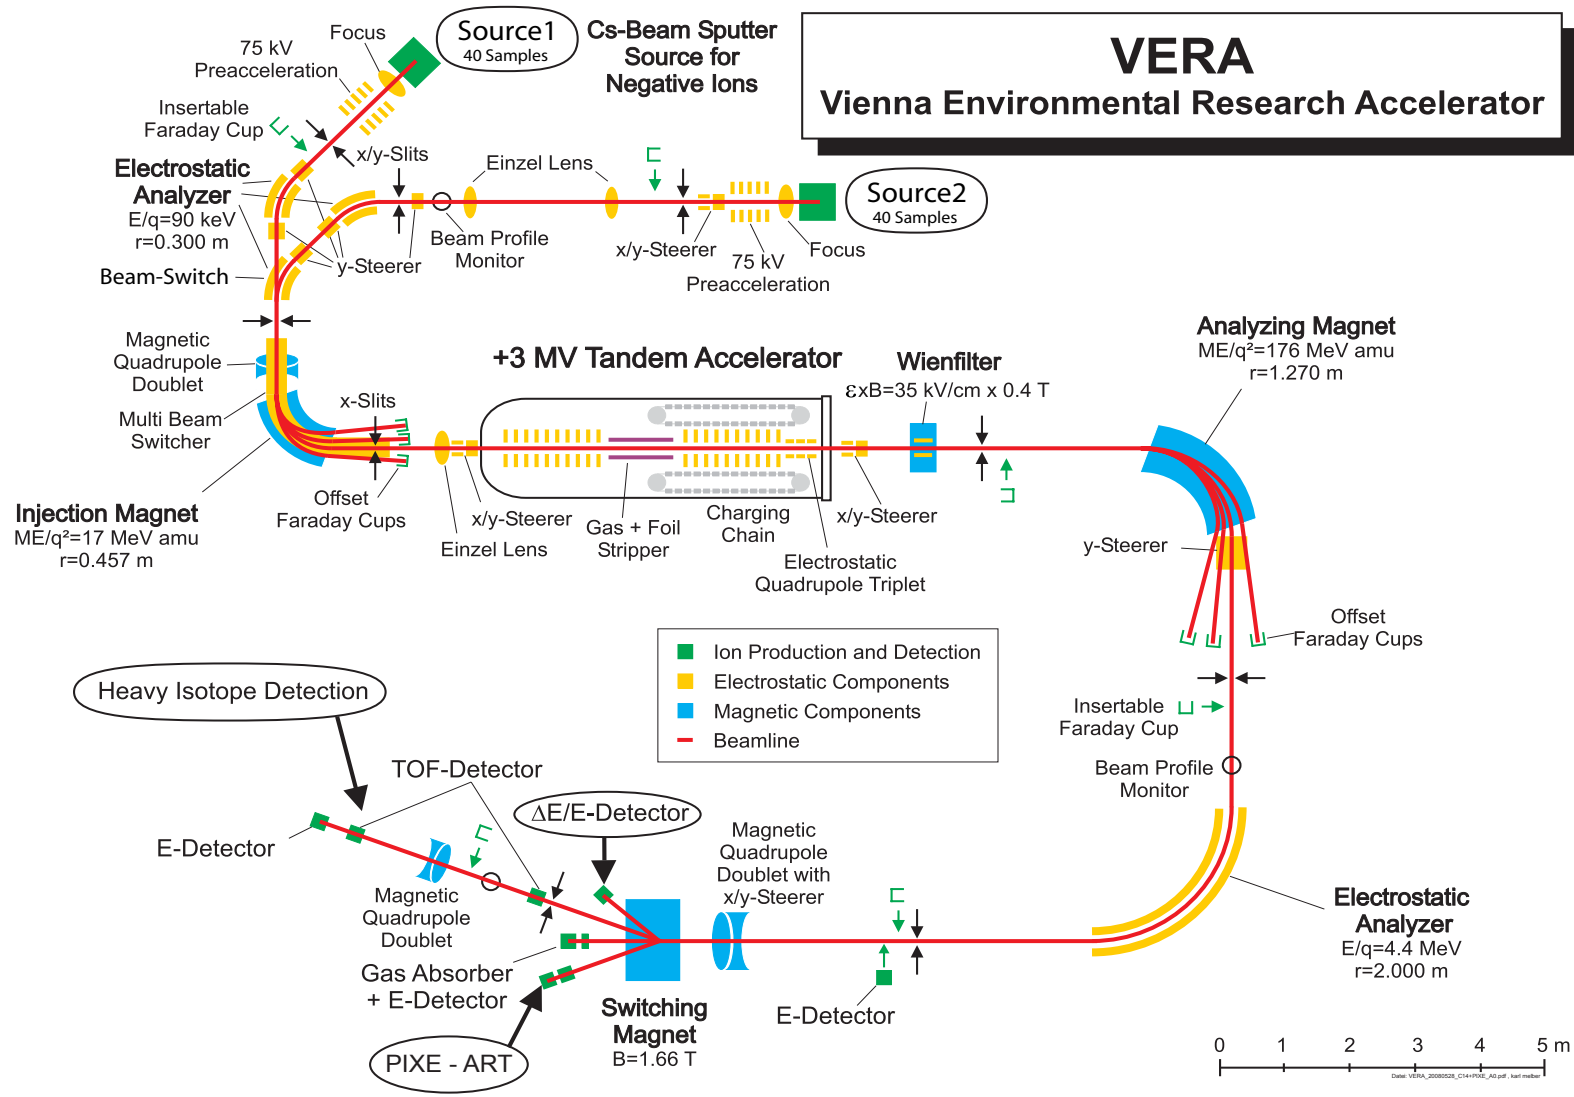 VERA
Vienna Environmental Research Accelerator
Source1
40 Samples
Cs-Beam Sputter
Source for
Negative Ions
Focus
75 kV
Preacceleration
Insertable
Faraday Cup
x/y-Slits
Electrostatic
Analyzer
E/q=90 keV
r=0.300 m
Beam-Switch
y-Steerer
Einzel Lens
Beam Profile
Monitor
x/y-Steerer
75 kV
Preacceleration
Focus
Source2
40 Samples
Magnetic
Quadrupole
Doublet
Multi Beam
Switcher
x-Slits
Injection Magnet
ME/q²=17 MeV amu
r=0.457 m
Offset
Faraday Cups
+3 MV Tandem Accelerator
x/y-Steerer
Einzel Lens
Gas + Foil
Stripper
Charging
Chain
Electrostatic
Quadrupole Triplet
x/y-Steerer
Wienfilter
εxB=35 kV/cm x 0.4 T
Analyzing Magnet
ME/q²=176 MeV amu
r=1.270 m
y-Steerer
Offset
Faraday Cups
Insertable
Faraday Cup
Beam Profile
Monitor
Ion Production and Detection
Electrostatic Components
Magnetic Components
Beamline
Heavy Isotope Detection
TOF-Detector
E-Detector
ΔE/E-Detector
Magnetic
Quadrupole
Doublet
Magnetic
Quadrupole
Doublet with
x/y-Steerer
Gas Absorber
+ E-Detector
PIXE - ART
Switching
Magnet
B=1.66 T
E-Detector
Electrostatic
Analyzer
E/q=4.4 MeV
r=2.000 m
0 1 2 3 4 5 m
Datei: VERA_20080528_C14+PIXE_A0.pdf , karl melber